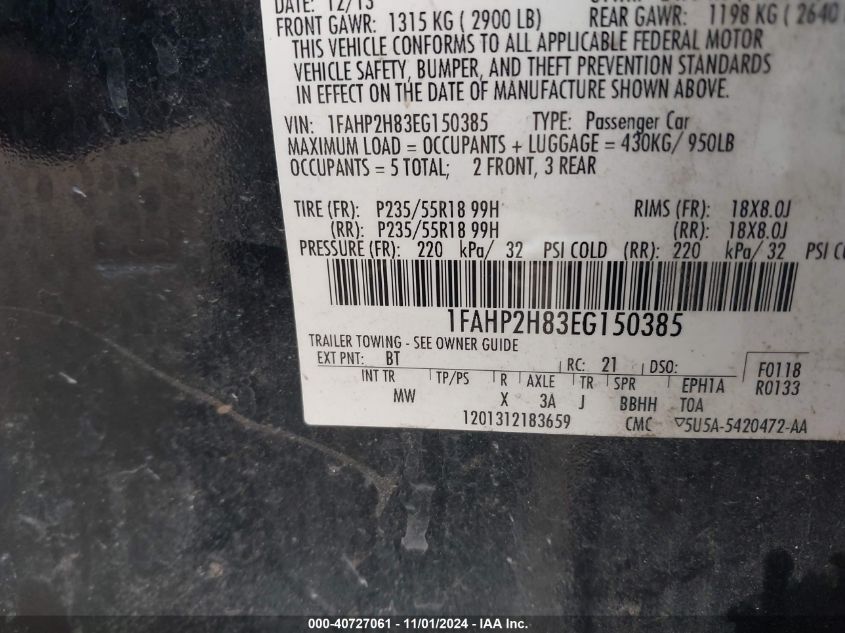 DATE: 12/13
FRONT GAWR: 1315 KG ( 2900 LB) REAR GAWR: 1198 KG ( 2640
THIS VEHICLE CONFORMS TO ALL APPLICABLE FEDERAL MOTOR
VEHICLE SAFETY, BUMPER, AND THEFT PREVENTION STANDARDS
IN EFFECT ON THE DATE OF MANUFACTURE SHOWN ABOVE.
VIN: 1FAHP2H83EG150385 TYPE: Passenger Car
MAXIMUM LOAD = OCCUPANTS + LUGGAGE = 430KG/ 950LB
OCCUPANTS = 5 TOTAL; 2 FRONT, 3 REAR
TIRE (FR): P235/55R18 99H RIMS (FR): 18X8.0J
(RR): P235/55R18 99H (RR): 18X8.0J
PRESSURE (FR): 220 kPa/ 32 PSI COLD (RR): 220 kPa/ 32 PSI CO
1FAHP2H83EG150385
TRAILER TOWING - SEE OWNER GUIDE
EXT PNT: BT RC: 21 DSO: F0118
INT TR TP/PS R AXLE TR SPR EPH1A R0133
MW X 3A J BBHH T0A
1201312183659 CMC ▽5U5A-5420472-AA
000-40727061 - 11/01/2024 - IAA Inc.